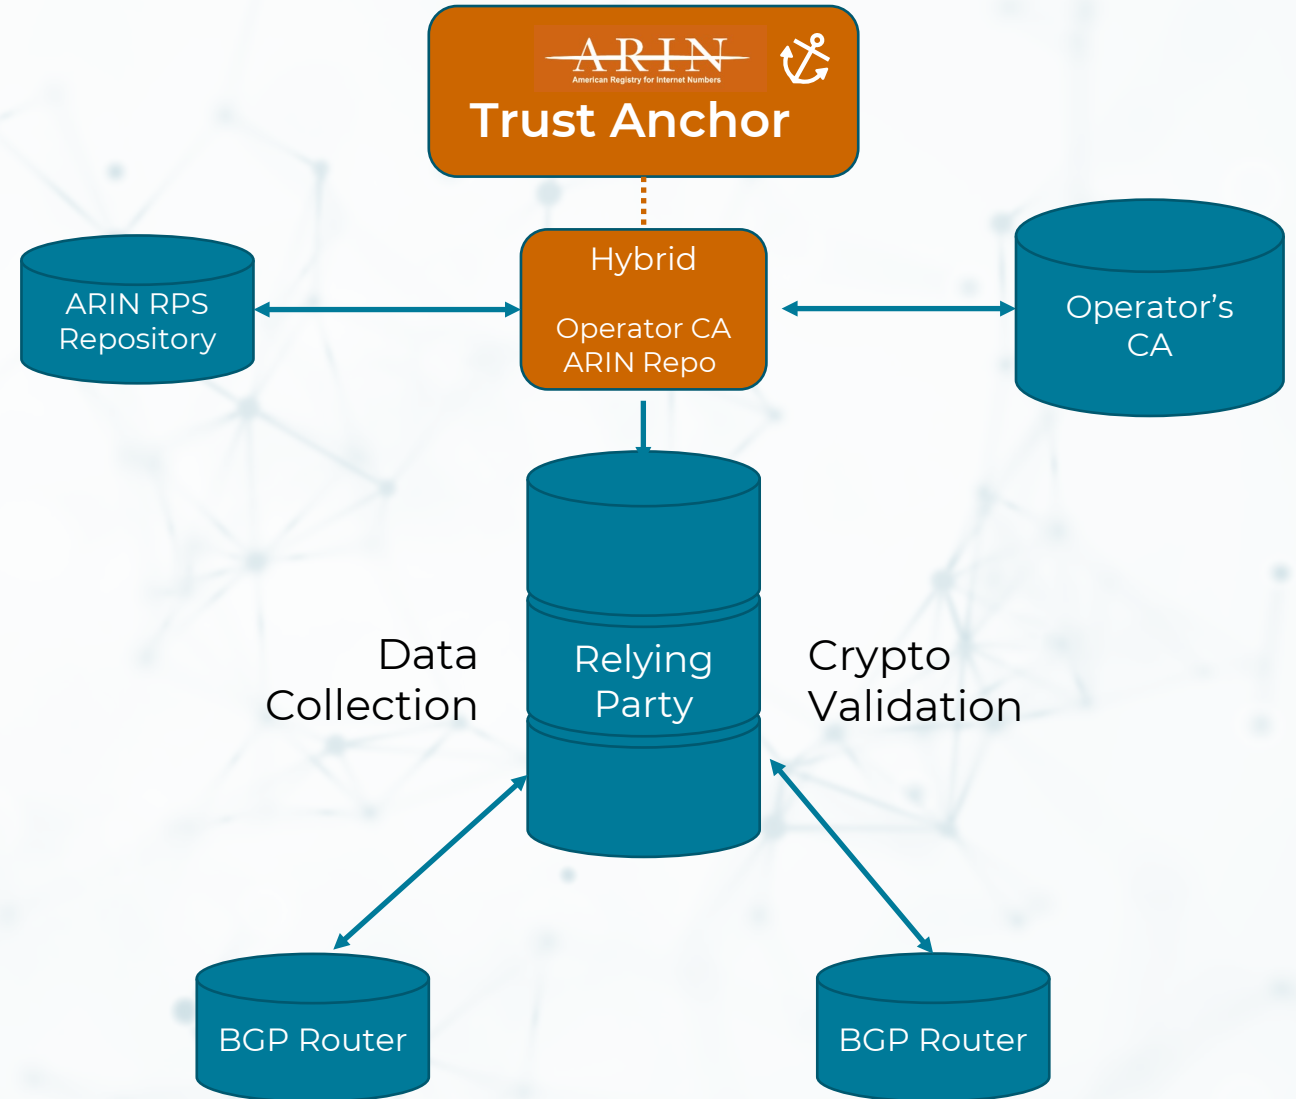 ARIN
American Registry for Internet Numbers
Trust Anchor
Hybrid
Operator CA
ARIN Repo
ARIN RPS
Repository
Operator’s
CA
Data
Collection
Relying
Party
Crypto
Validation
BGP Router
BGP Router